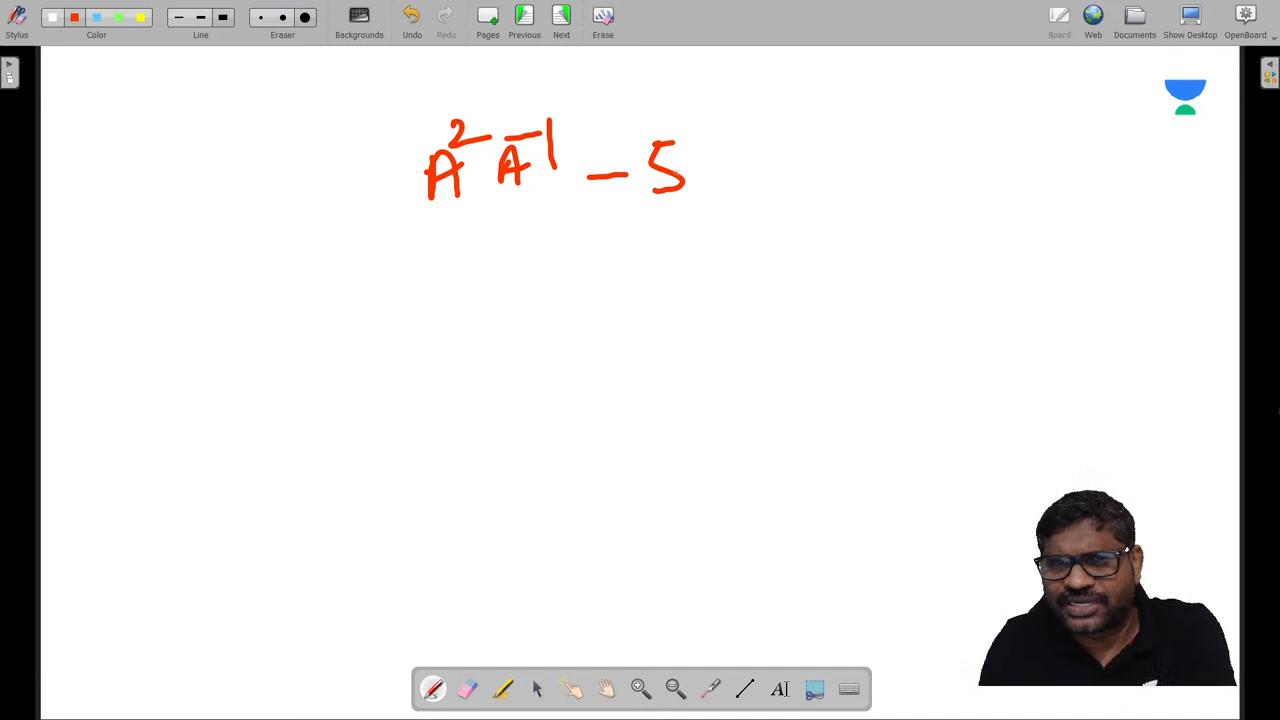 Stylus Color Line Eraser Backgrounds Undo Redo Pages Previous Next Erase Board Web Documents Show Desktop OpenBoard
A² A⁻¹ - 5